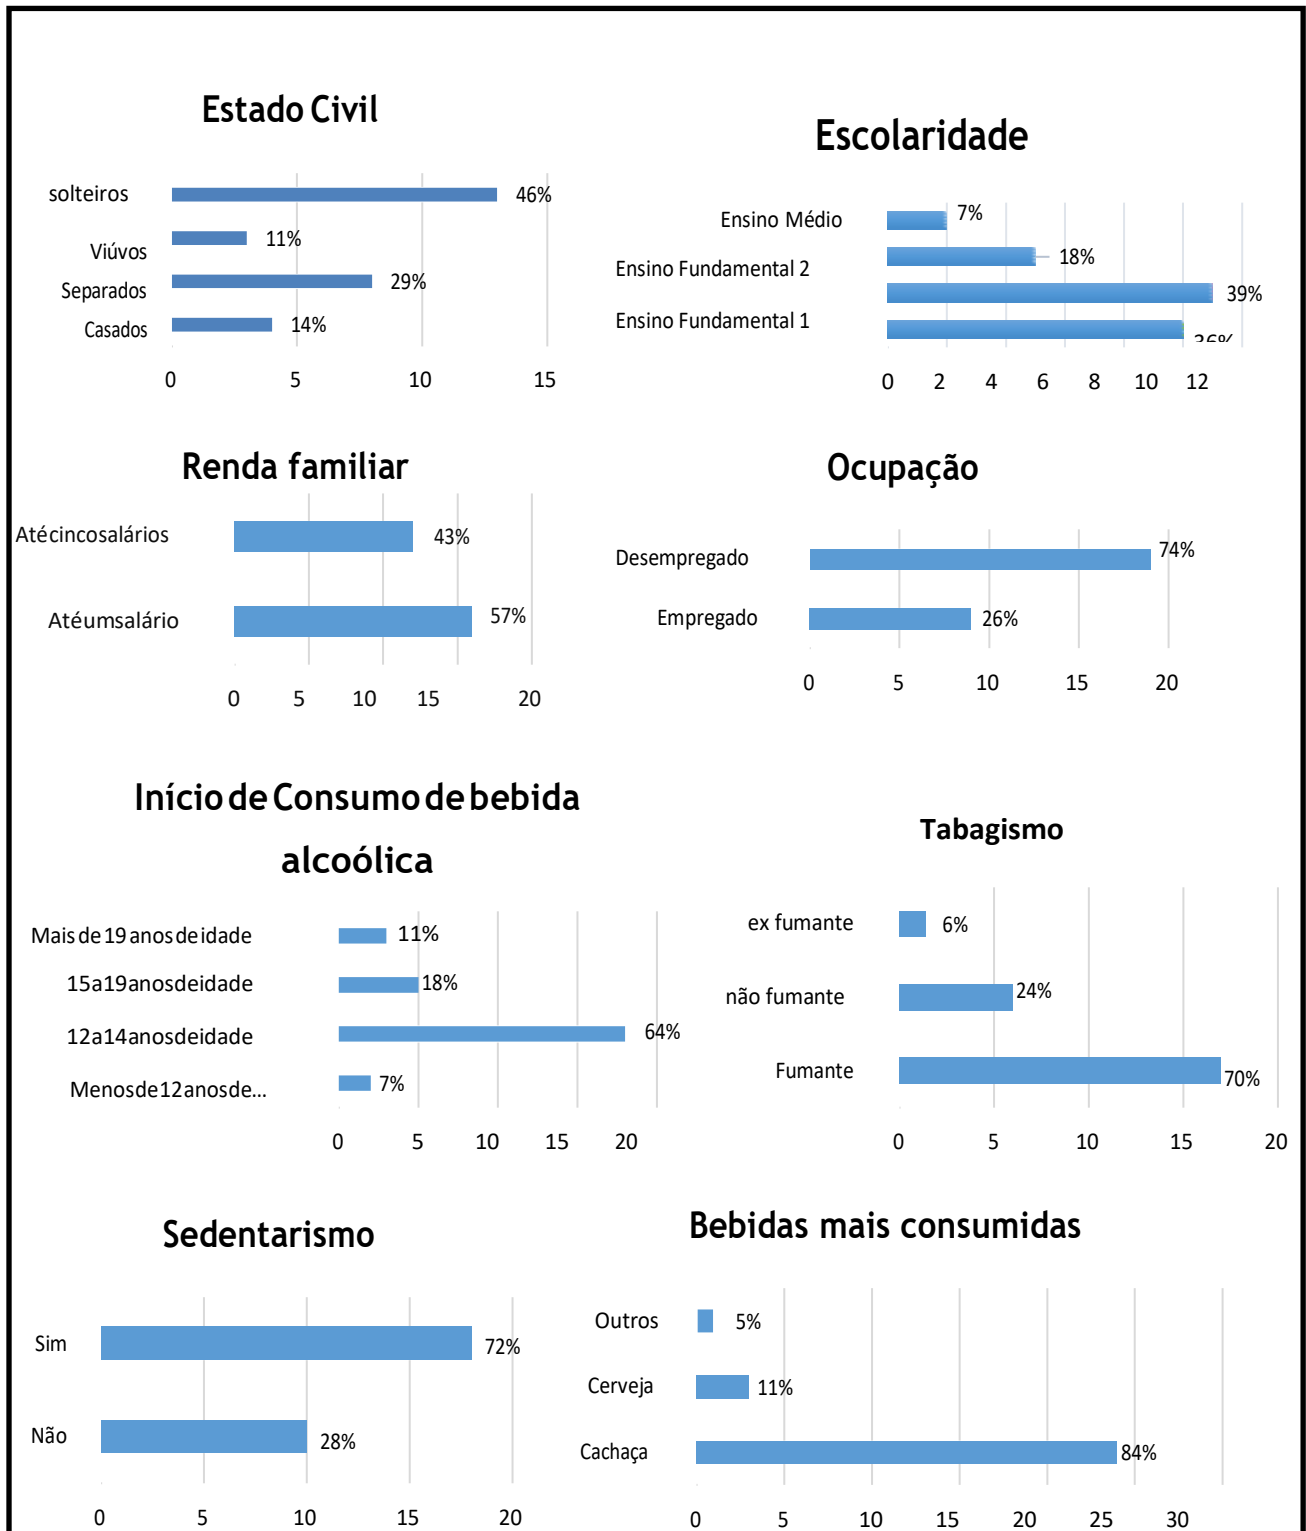 Estado Civil
solteiros
46%
Viúvos
11%
Separados
29%
Casados
14%
0 5 10 15
Escolaridade
Ensino Médio
7%
Ensino Fundamental 2
18%
39%
Ensino Fundamental 1
36%
0 2 4 6 8 10 12
Renda familiar
Atécincosalários
43%
Atéumsalário
57%
0 5 10 15 20
Ocupação
Desempregado
74%
Empregado
26%
0 5 10 15 20
Início de Consumo de bebida
alcoólica
Mais de 19 anos de idade
11%
15a19anosdeidade
18%
12a14anosdeidade
64%
Menosde12anosde...
7%
0 5 10 15 20
Tabagismo
ex fumante
6%
não fumante
24%
Fumante
70%
0 5 10 15 20
Sedentarismo
Sim
72%
Não
28%
0 5 10 15 20
Bebidas mais consumidas
Outros
5%
Cerveja
11%
Cachaça
84%
0 5 10 15 20 25 30